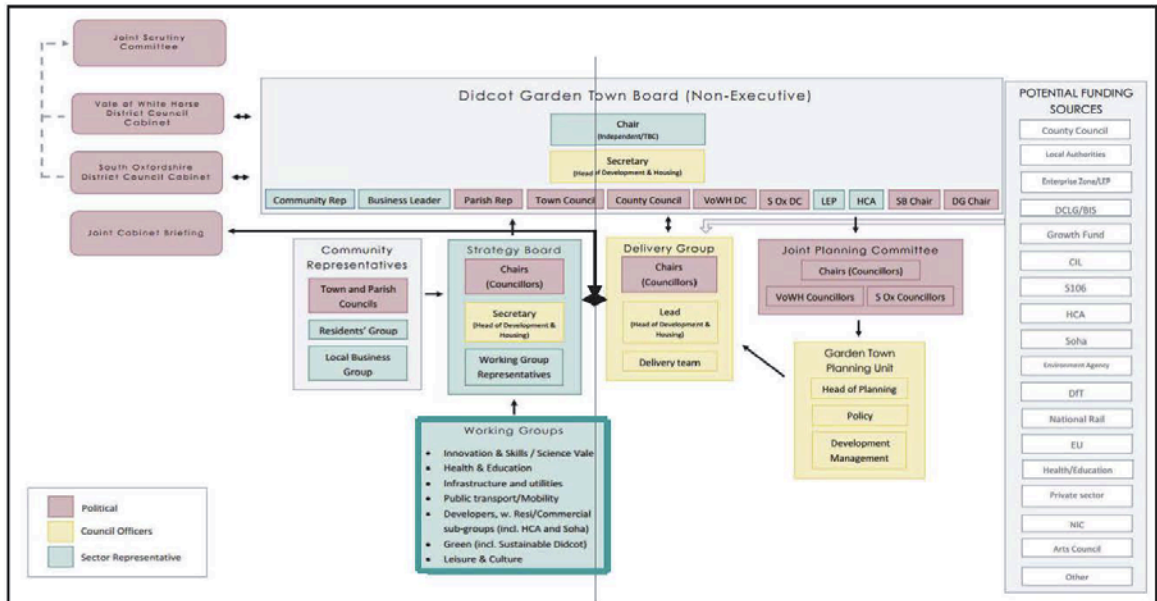 Joint Scrutiny
Committee
Vale of White Horse
District Council
Cabinet
South Oxfordshire
District Council Cabinet
Joint Cabinet Briefing
Didcot Garden Town Board (Non-Executive)
Chair
(Independent/TBC)
Secretary
(Head of Development & Housing)
Community Rep
Business Leader
Parish Rep
Town Council
County Council
VoWH DC
S Ox DC
LEP
HCA
SB Chair
DG Chair
Community
Representatives
Town and Parish
Councils
Residents' Group
Local Business
Group
Strategy Board
Chairs
(Councillors)
Secretary
(Head of Development &
Housing)
Working Group
Representatives
Delivery Group
Chairs
(Councillors)
Lead
(Head of Development &
Housing)
Delivery team
Joint Planning Committee
Chairs (Councillors)
VoWH Councillors
S Ox Councillors
Garden Town
Planning Unit
Head of Planning
Policy
Development
Management
Working Groups
• Innovation & Skills / Science Vale
• Health & Education
• Infrastructure and utilities
• Public transport/Mobility
• Developers, w. Resi/Commercial
sub-groups (incl. HCA and Soha)
• Green (incl. Sustainable Didcot)
• Leisure & Culture
Political
Council Officers
Sector Representative
POTENTIAL FUNDING
SOURCES
County Council
Local Authorities
Enterprise Zone/LEP
DCLG/BIS
Growth Fund
CIL
S106
HCA
Soha
Environment Agency
DfT
National Rail
EU
Health/Education
Private sector
NIC
Arts Council
Other